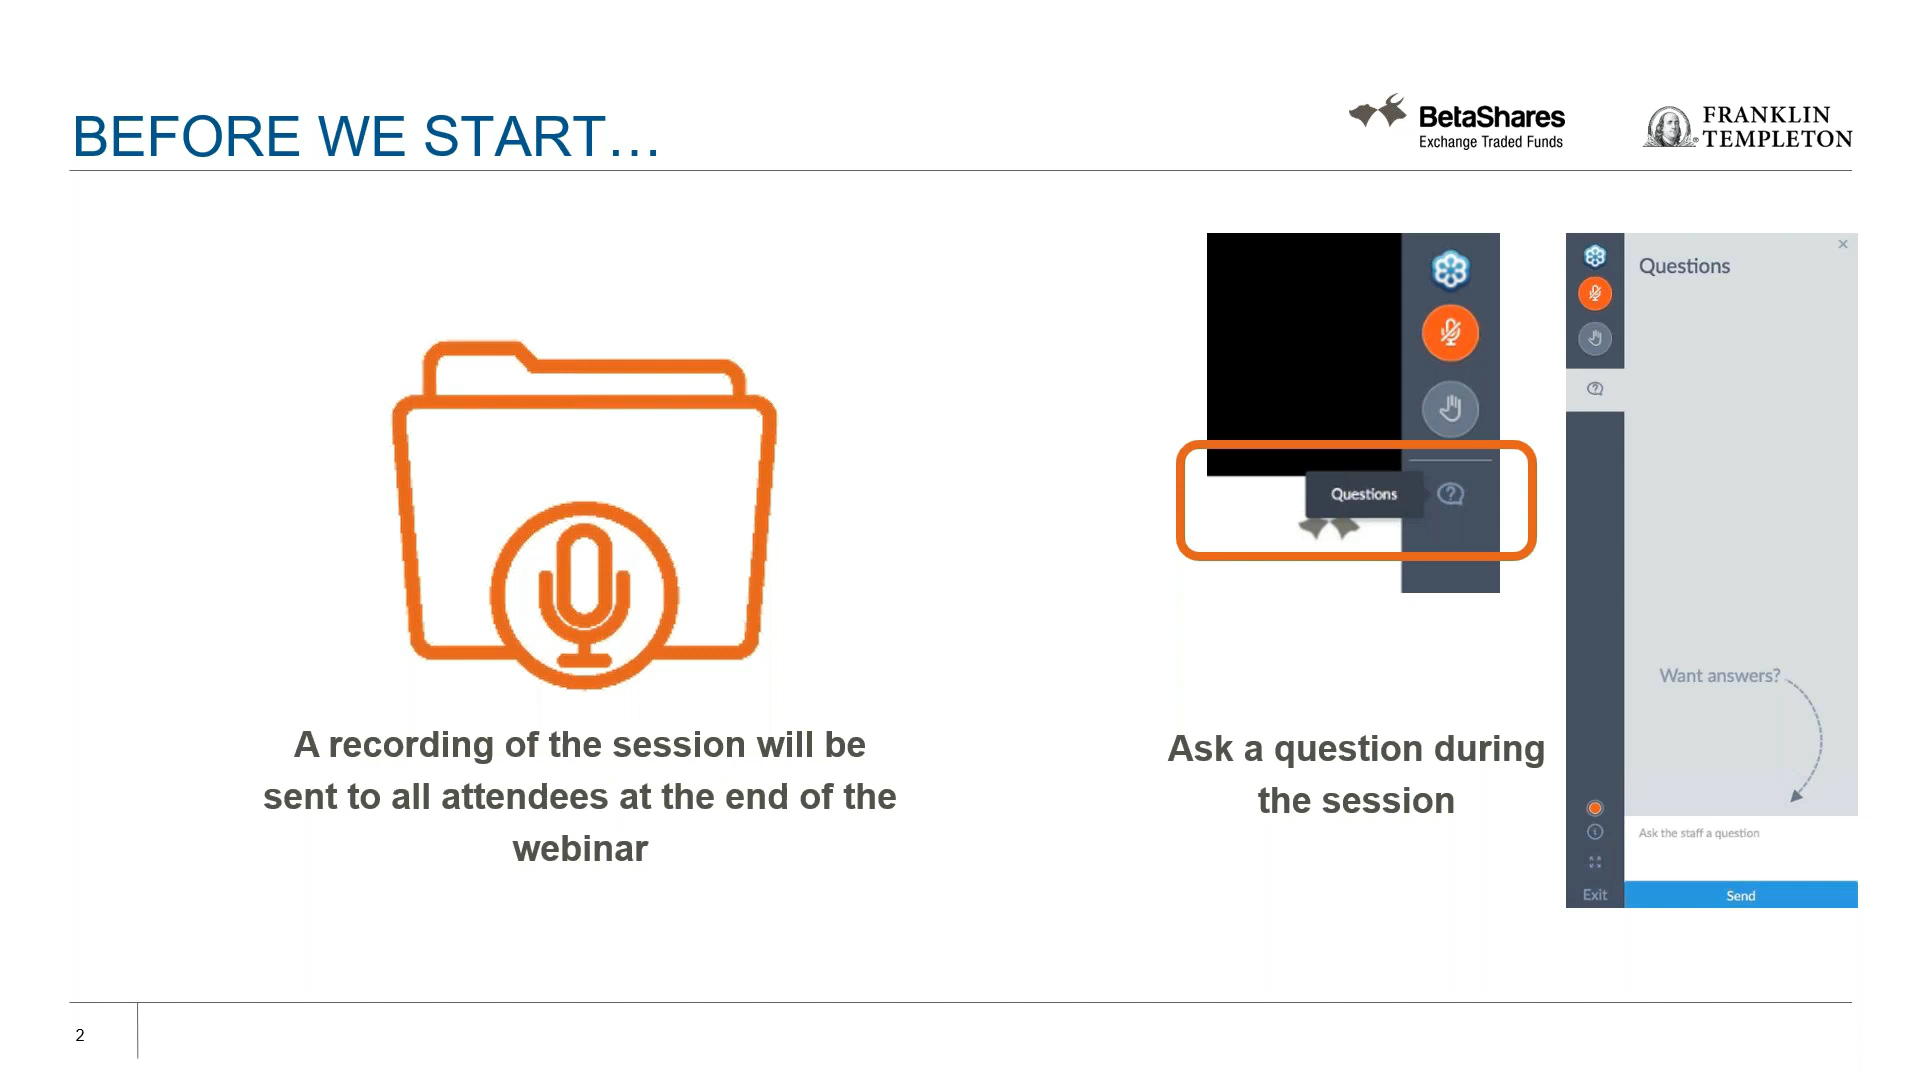 BEFORE WE START…
BetaShares
Exchange Traded Funds
FRANKLIN
TEMPLETON
A recording of the session will be
sent to all attendees at the end of the
webinar
Questions
Ask a question during
the session
Questions
Want answers?
Ask the staff a question
Exit
Send
2